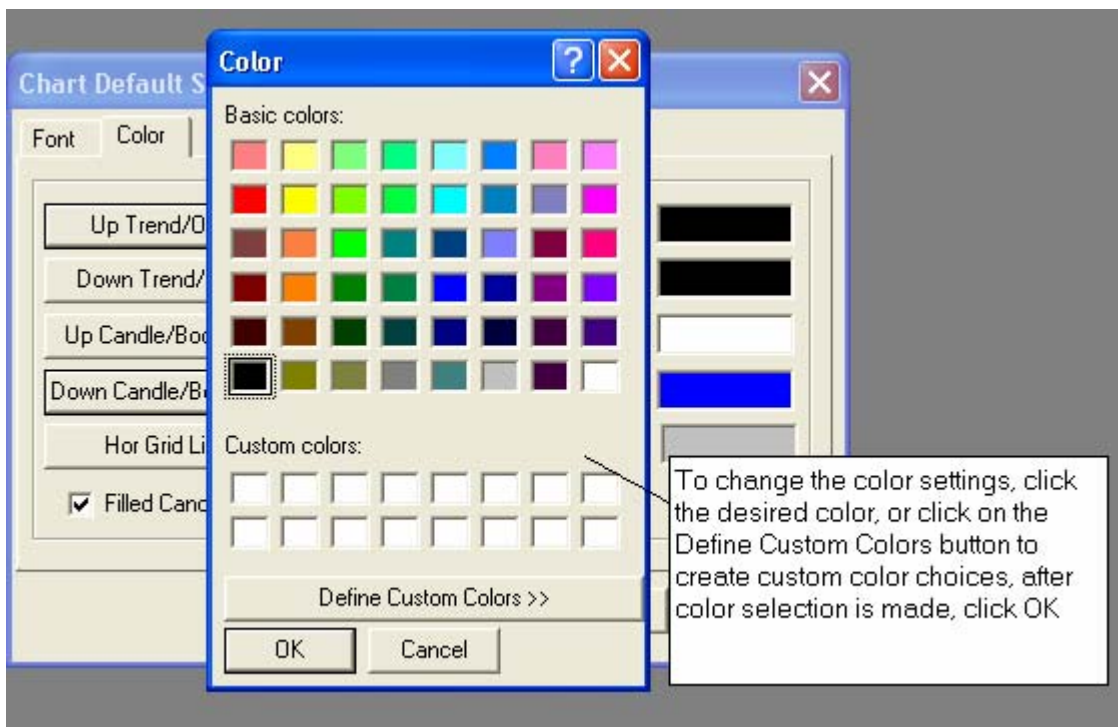 Color
Chart Default S
Font
Color
Basic colors:
Up Trend/O
Down Trend/
Up Candle/Boo
Down Candle/Bo
Hor Grid Li
Custom colors:
Filled Canc
To change the color settings, click
the desired color, or click on the
Define Custom Colors button to
create custom color choices, after
color selection is made, click OK
Define Custom Colors >>
OK
Cancel